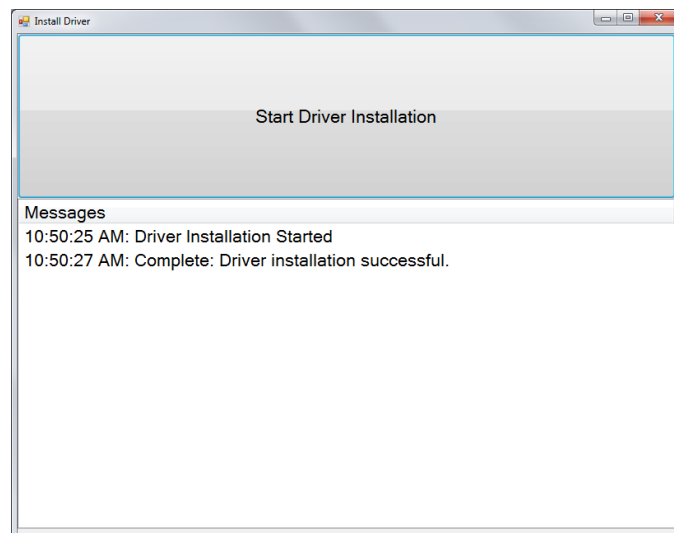 Install Driver
Start Driver Installation
Messages
10:50:25 AM: Driver Installation Started
10:50:27 AM: Complete: Driver installation successful.